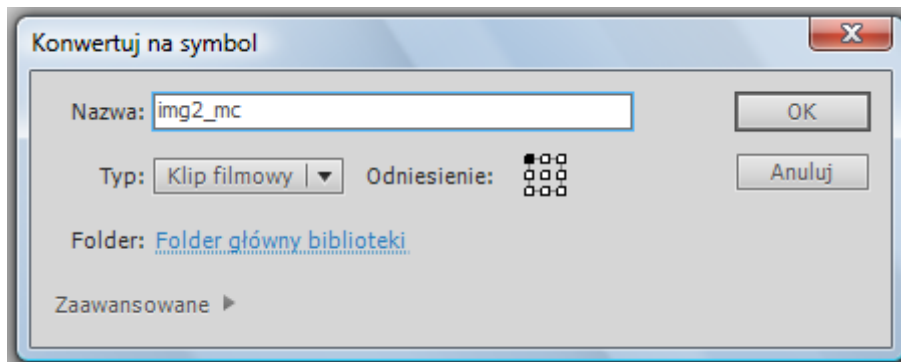 Konwertuj na symbol
Nazwa: img2_mc OK
Typ: Klip filmowy Odniesienie: Anuluj
Folder: Folder główny biblioteki
Zaawansowane